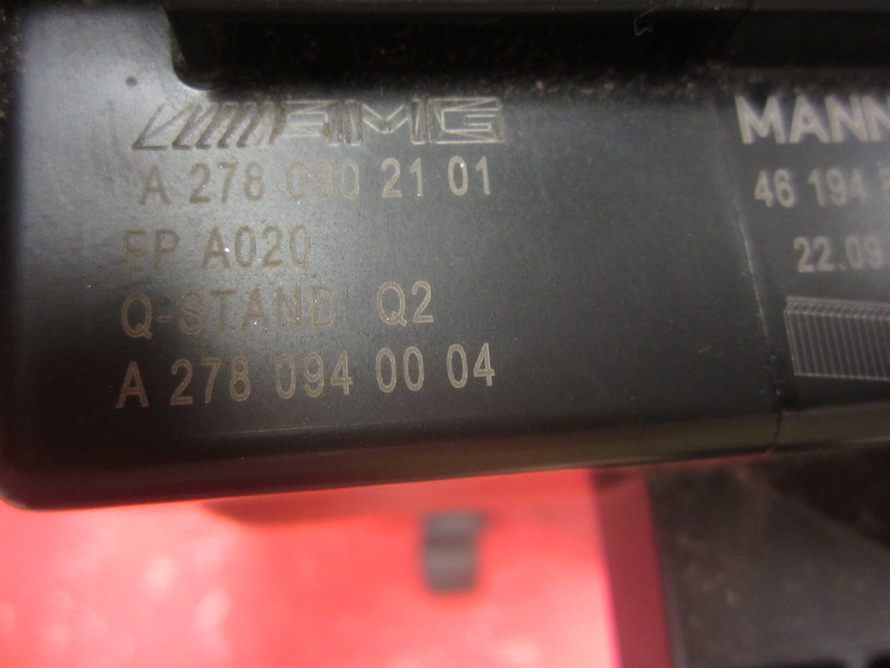 AMG
A 278 090 21 01
FP A020
Q-STAND Q2
A 278 094 00 04
MANN
46 194
22.09